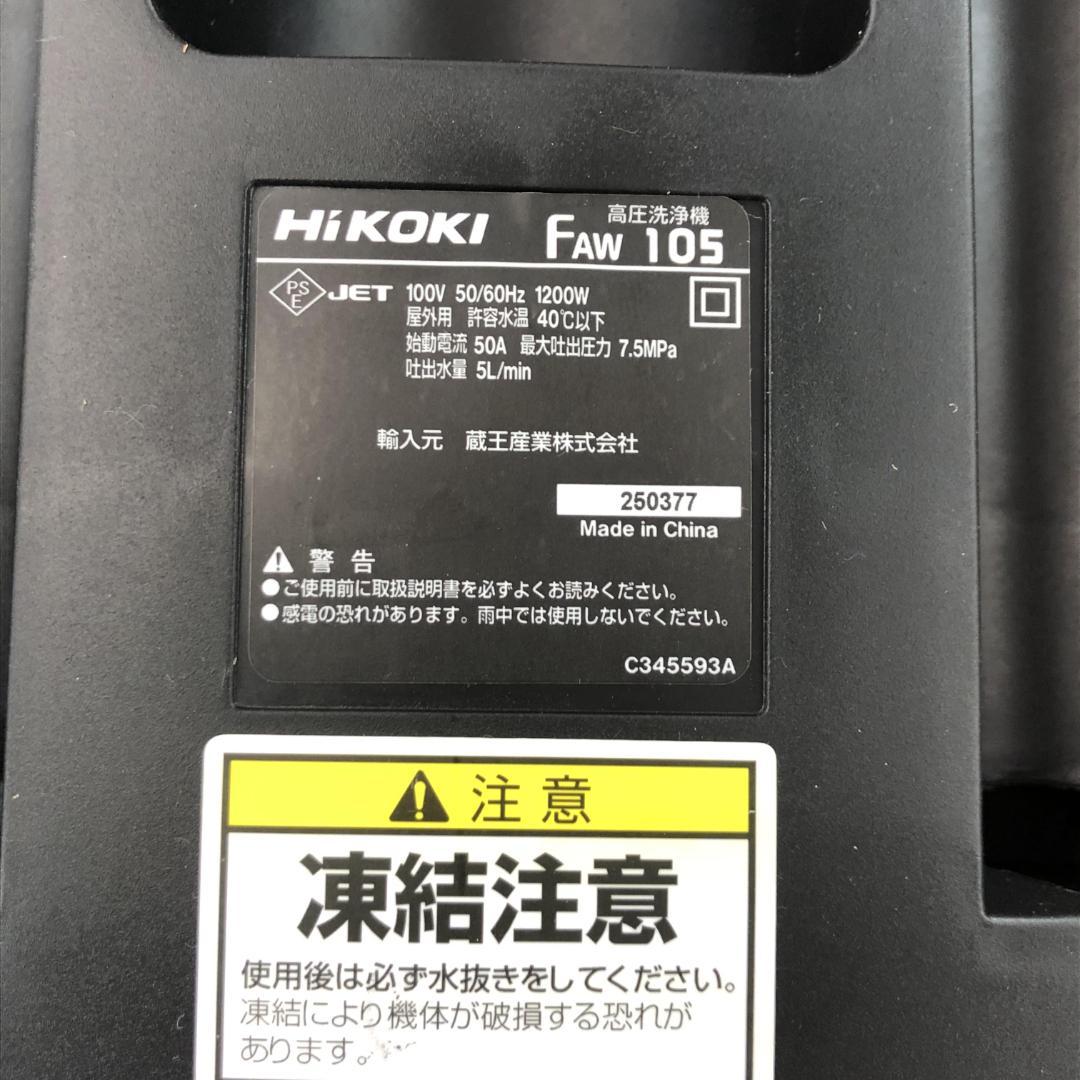 HiKOKI
高圧洗浄機
FAW 105
PSE JET 100V 50/60Hz 1200W
屋外用 許容水温 40℃以下
始動電流 50A 最大吐出圧力 7.5MPa
吐出水量 5L/min
輸入元 蔵王産業株式会社
250377
Made in China
警告
●ご使用前に取扱説明書を必ずよくお読みください。
●感電の恐れがあります。雨中では使用しないでください。
C345593A
注意
凍結注意
使用後は必ず水抜きをしてください。
凍結により機体が破損する恐れが
あります。